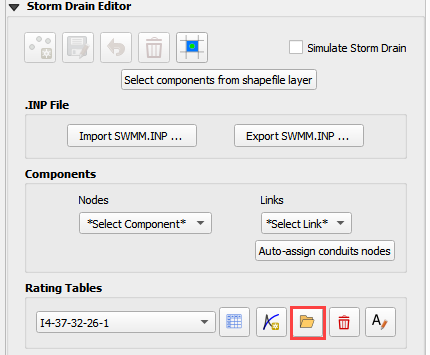 Storm Drain Editor
Simulate Storm Drain
Select components from shapefile layer
.INP File
Import SWMM.INP ...
Export SWMM.INP ...
Components
Nodes
Links
*Select Component*
*Select Link*
Auto-assign conduits nodes
Rating Tables
I4-37-32-26-1